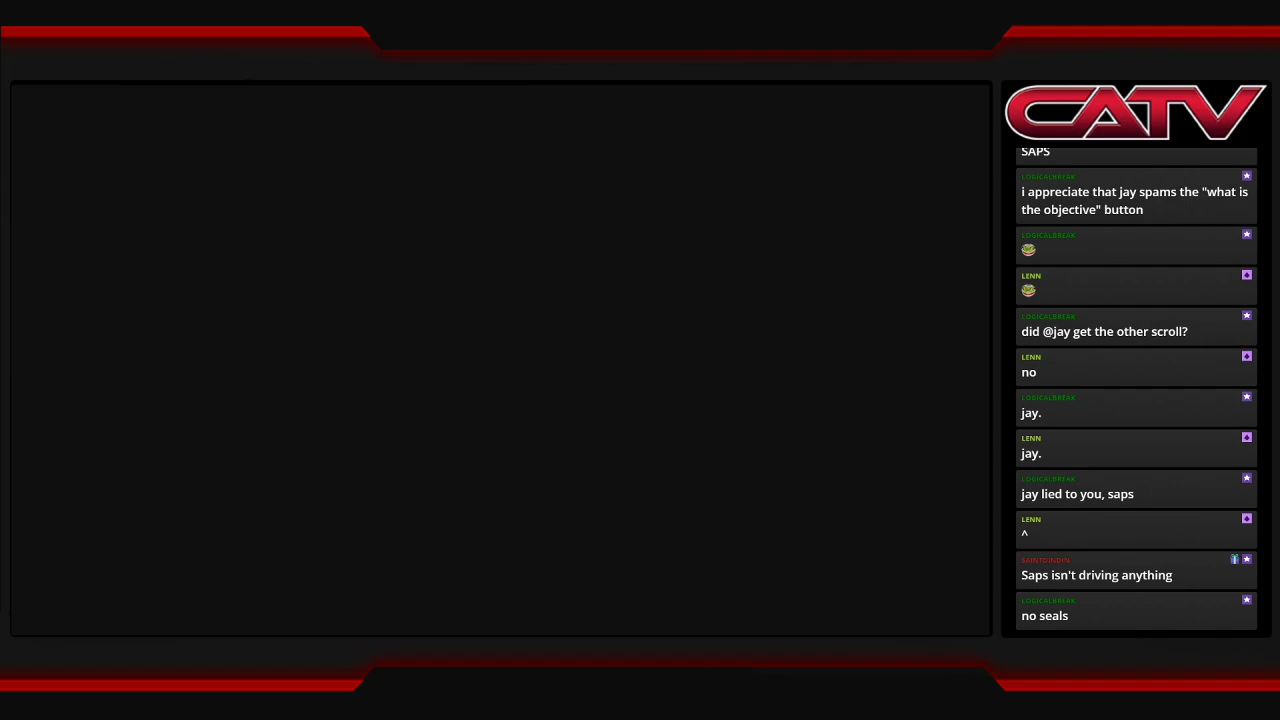 CATV
SAPS
LOGICALBREAK
i appreciate that jay spams the "what is
the objective" button
LOGICALBREAK
LENN
LOGICALBREAK
did @jay get the other scroll?
LENN
no
LOGICALBREAK
jay.
LENN
jay.
LOGICALBREAK
jay lied to you, saps
LENN
^
SAINTDINDIN
Saps isn't driving anything
LOGICALBREAK
no seals